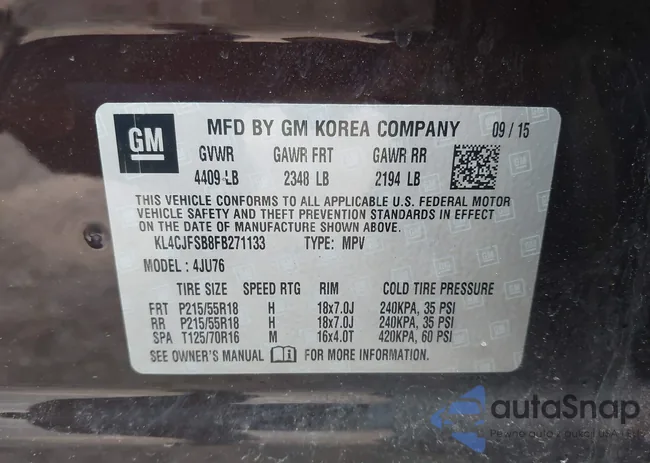 GM MFD BY GM KOREA COMPANY 09 / 15
GVWR GAWR FRT GAWR RR
4409 LB 2348 LB 2194 LB
THIS VEHICLE CONFORMS TO ALL APPLICABLE U.S. FEDERAL MOTOR
VEHICLE SAFETY AND THEFT PREVENTION STANDARDS IN EFFECT
ON THE DATE OF MANUFACTURE SHOWN ABOVE.
KL4CJFSB8FB271133 TYPE: MPV
MODEL : 4JU76
TIRE SIZE SPEED RTG RIM COLD TIRE PRESSURE
FRT P215/55R18 H 18x7.0J 240KPA, 35 PSI
RR P215/55R18 H 18x7.0J 240KPA, 35 PSI
SPA T125/70R16 M 16x4.0T 420KPA, 60 PSI
SEE OWNER'S MANUAL FOR MORE INFORMATION.
autaSnap
Pewne auto z aukcji u